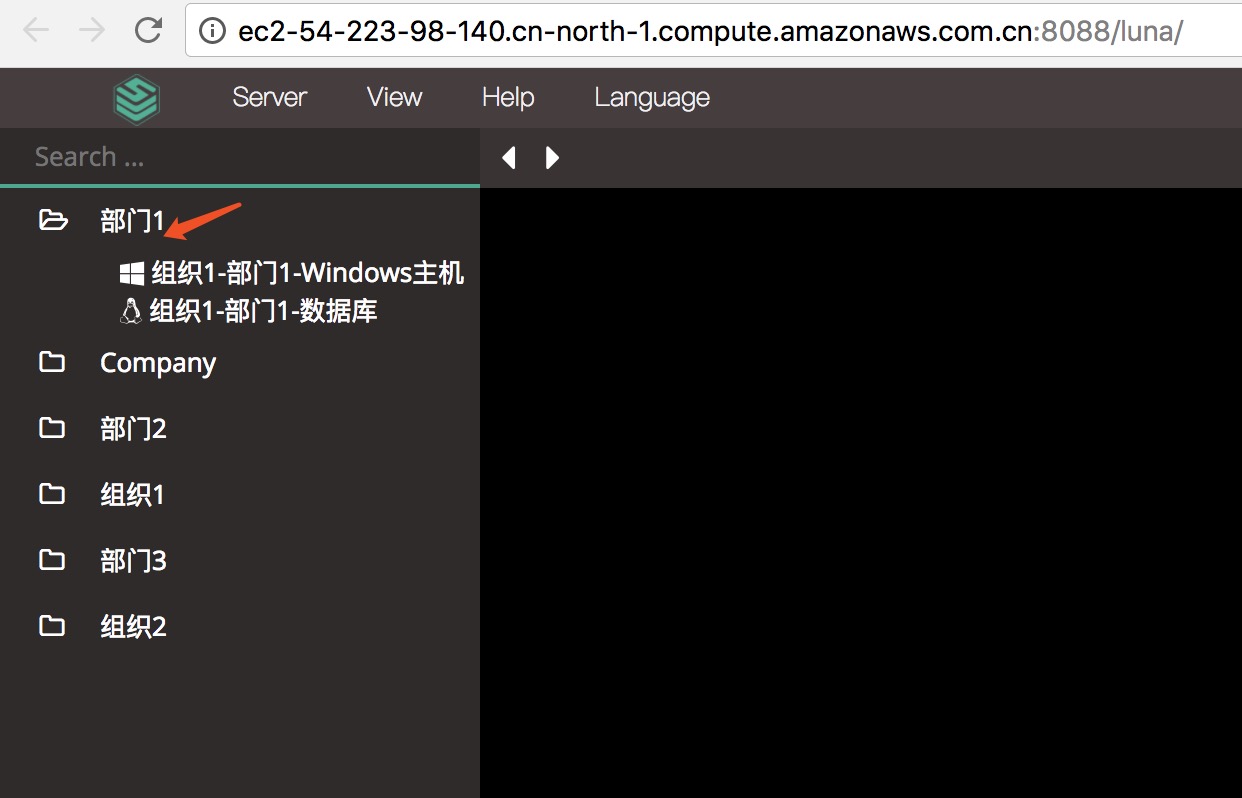 ec2-54-223-98-140.cn-north-1.compute.amazonaws.com.cn:8088/luna/
Server View Help Language
Search ...
部门1
组织1-部门1-Windows主机
组织1-部门1-数据库
Company
部门2
组织1
部门3
组织2